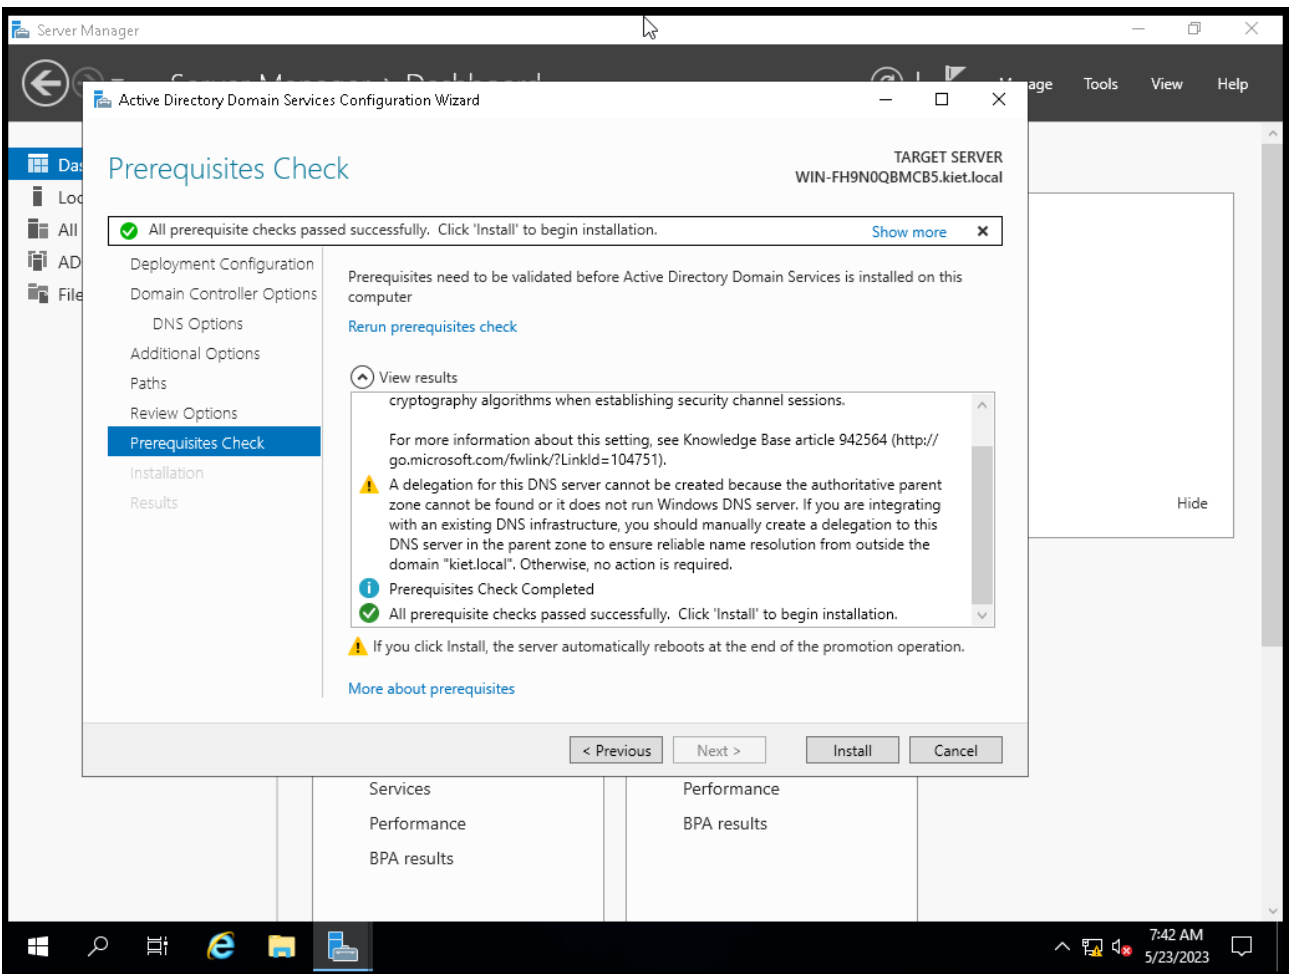 Server Manager
Manage Tools View Help
Active Directory Domain Services Configuration Wizard
Prerequisites Check
TARGET SERVER
WIN-FH9N0QBMCB5.kiet.local
All prerequisite checks passed successfully. Click 'Install' to begin installation.
Show more
Deployment Configuration
Domain Controller Options
DNS Options
Additional Options
Paths
Review Options
Prerequisites Check
Installation
Results
Prerequisites need to be validated before Active Directory Domain Services is installed on this
computer
Rerun prerequisites check
View results
cryptography algorithms when establishing security channel sessions.
For more information about this setting, see Knowledge Base article 942564 (http://
go.microsoft.com/fwlink/?LinkId=104751).
A delegation for this DNS server cannot be created because the authoritative parent
zone cannot be found or it does not run Windows DNS server. If you are integrating
with an existing DNS infrastructure, you should manually create a delegation to this
DNS server in the parent zone to ensure reliable name resolution from outside the
domain "kiet.local". Otherwise, no action is required.
Prerequisites Check Completed
All prerequisite checks passed successfully. Click 'Install' to begin installation.
If you click Install, the server automatically reboots at the end of the promotion operation.
More about prerequisites
< Previous
Next >
Install
Cancel
Das
Loc
All
AD
File
Hide
Services
Performance
BPA results
Performance
BPA results
7:42 AM
5/23/2023